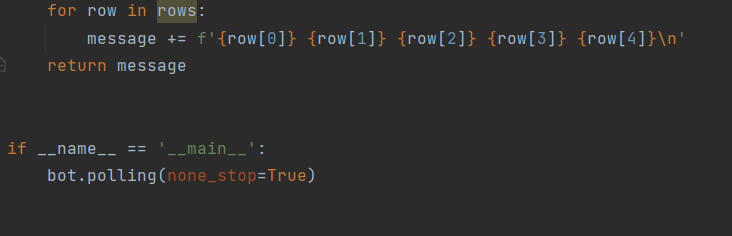 for row in rows:
message += f'{row[0]} {row[1]} {row[2]} {row[3]} {row[4]}\n'
return message
if __name__ == '__main__':
bot.polling(none_stop=True)